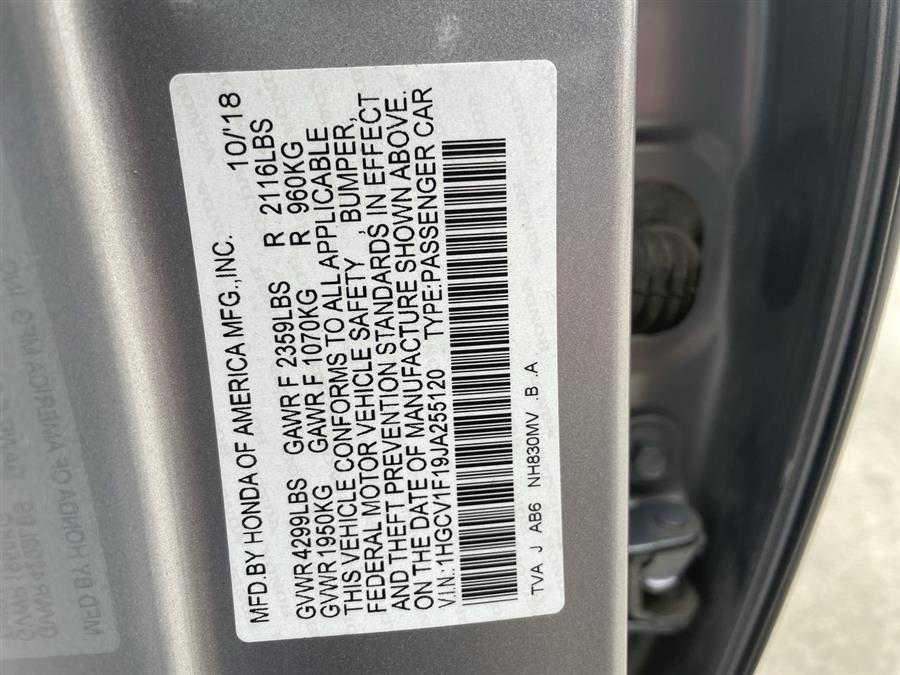 MFD. BY HONDA OF AMERICA MFG., INC. 10/18
GVWR 4299LBS GAWR F 2359LBS R 2116LBS
GVWR 1950KG GAWR F 1070KG R 960KG
THIS VEHICLE CONFORMS TO ALL APPLICABLE
FEDERAL MOTOR VEHICLE SAFETY, BUMPER,
AND THEFT PREVENTION STANDARDS, IN EFFECT
ON THE DATE OF MANUFACTURE SHOWN ABOVE.
V.I.N.:1HGCV1F19JA255120 TYPE:PASSENGER CAR
TVA J AB6 NH830MV .B .A